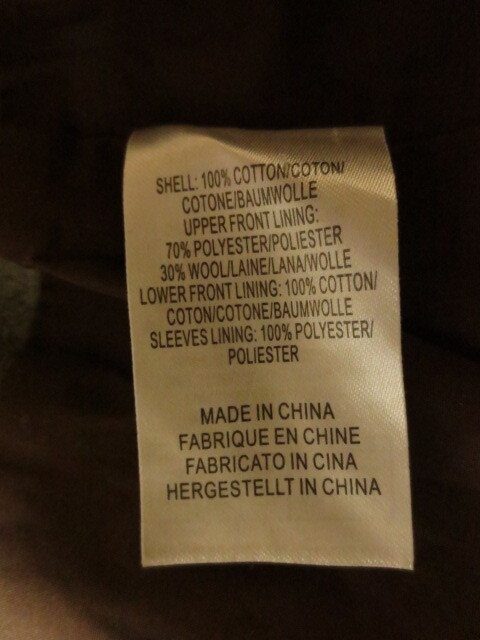 SHELL: 100% COTTON/COTON/
COTONE/BAUMWOLLE
UPPER FRONT LINING:
70% POLYESTER/POLIESTER
30% WOOL/LAINE/LANA/WOLLE
LOWER FRONT LINING: 100% COTTON/
COTON/COTONE/BAUMWOLLE
SLEEVES LINING: 100% POLYESTER/
POLIESTER
MADE IN CHINA
FABRIQUE EN CHINE
FABRICATO IN CINA
HERGESTELLT IN CHINA